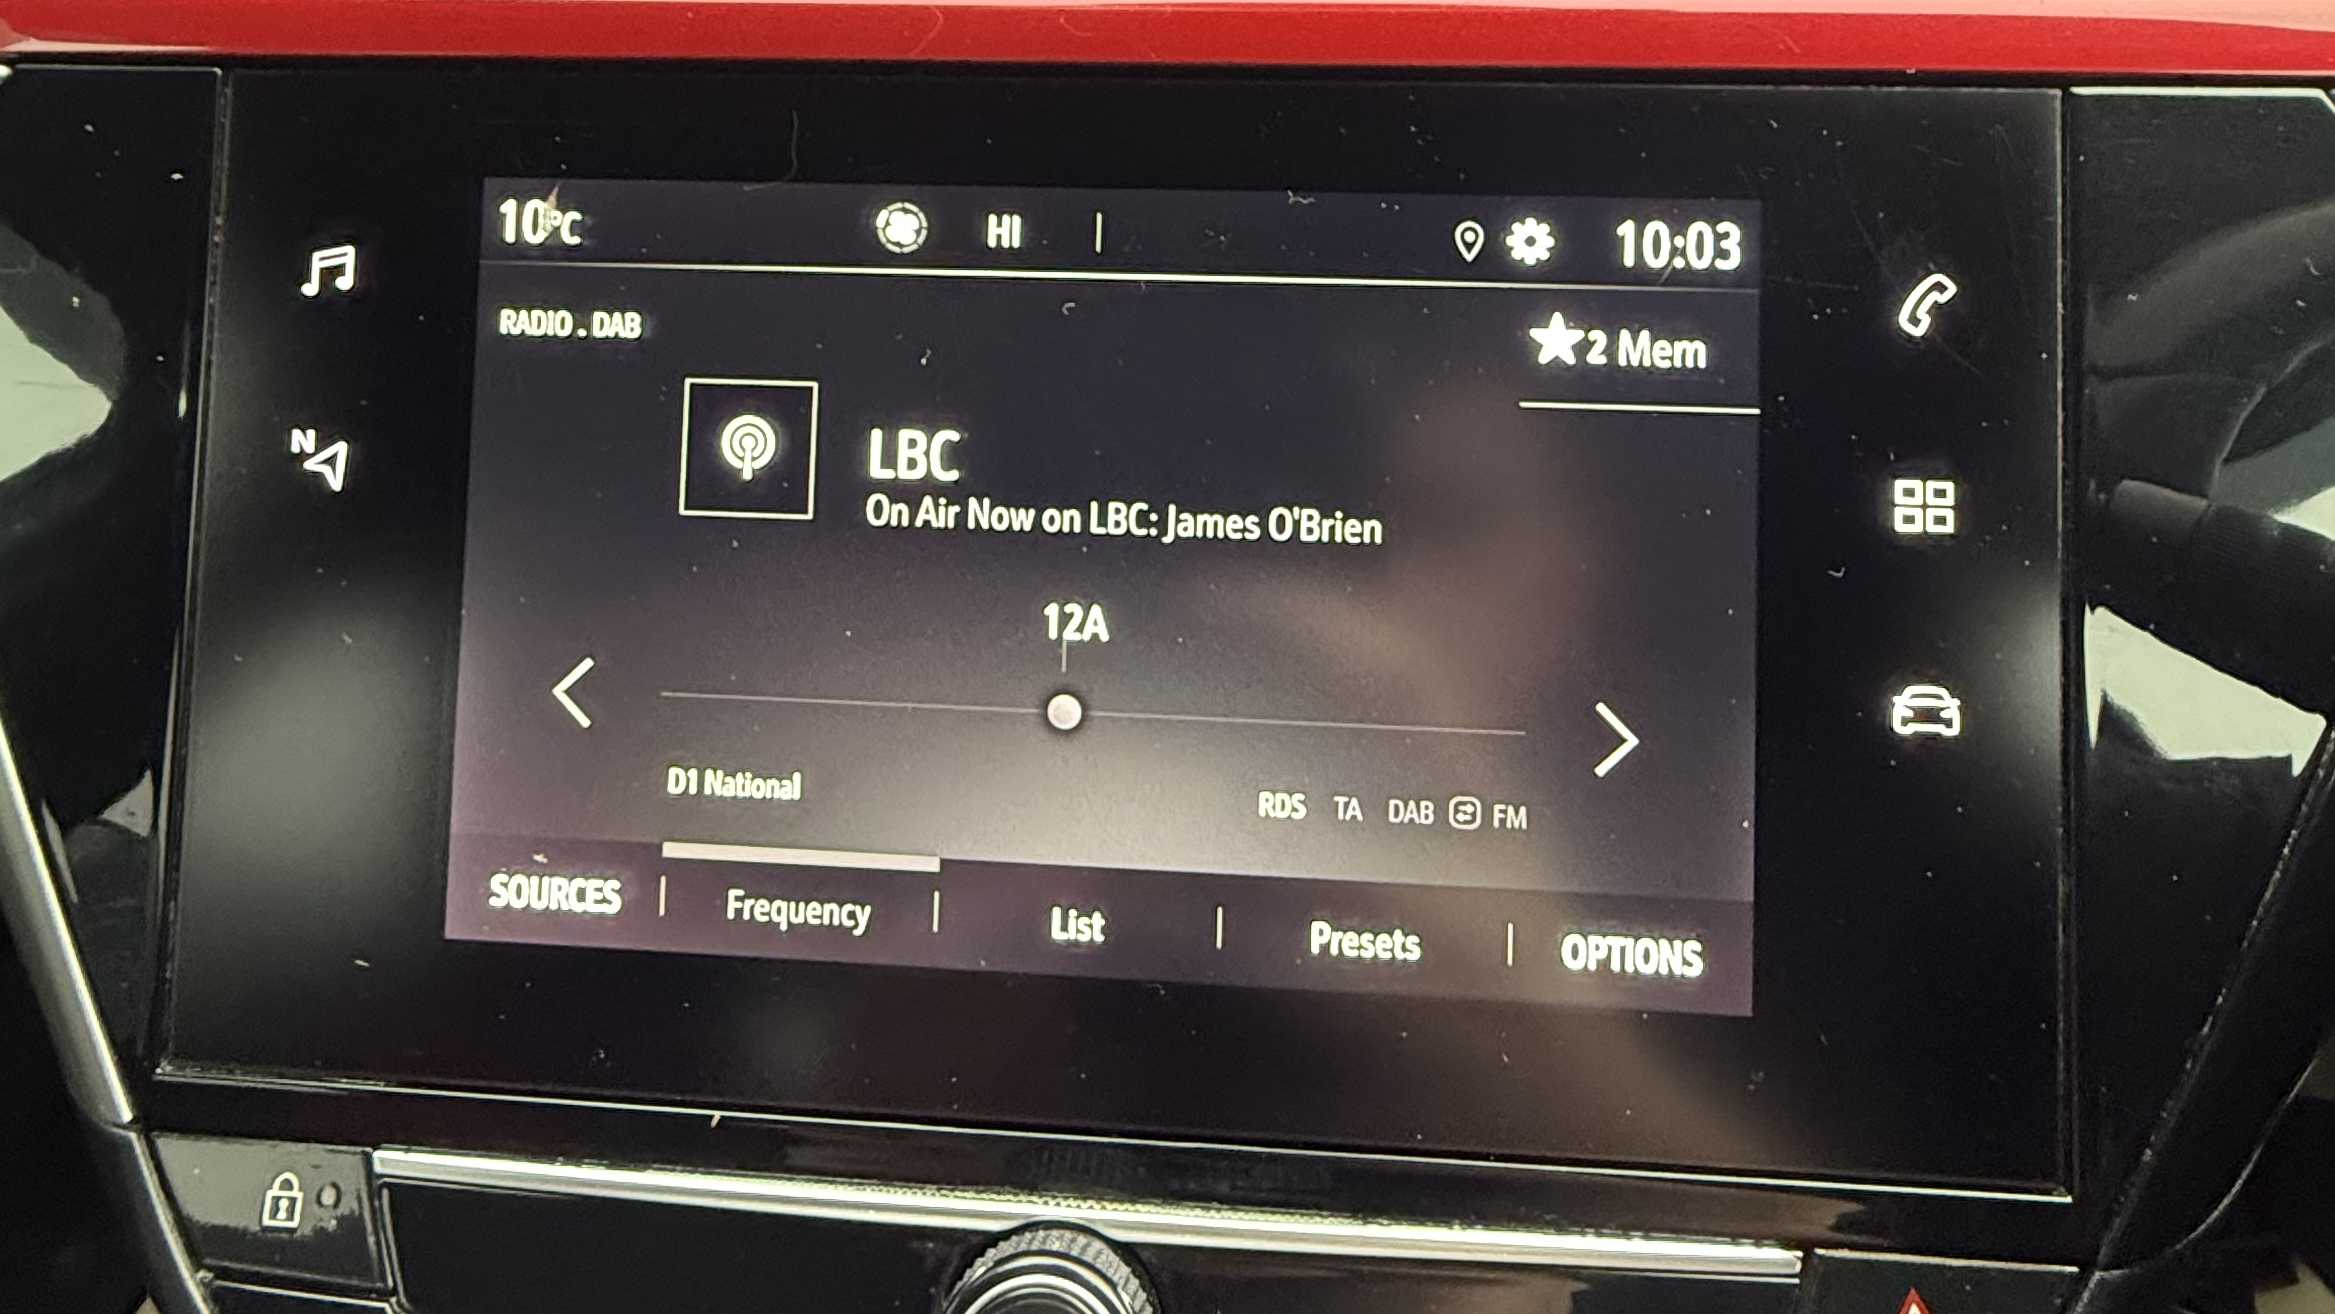 10°C HI | 10:03
RADIO . DAB
2 Mem
LBC
On Air Now on LBC: James O'Brien
12A
D1 National
RDS TA DAB FM
SOURCES | Frequency | List | Presets | OPTIONS
N